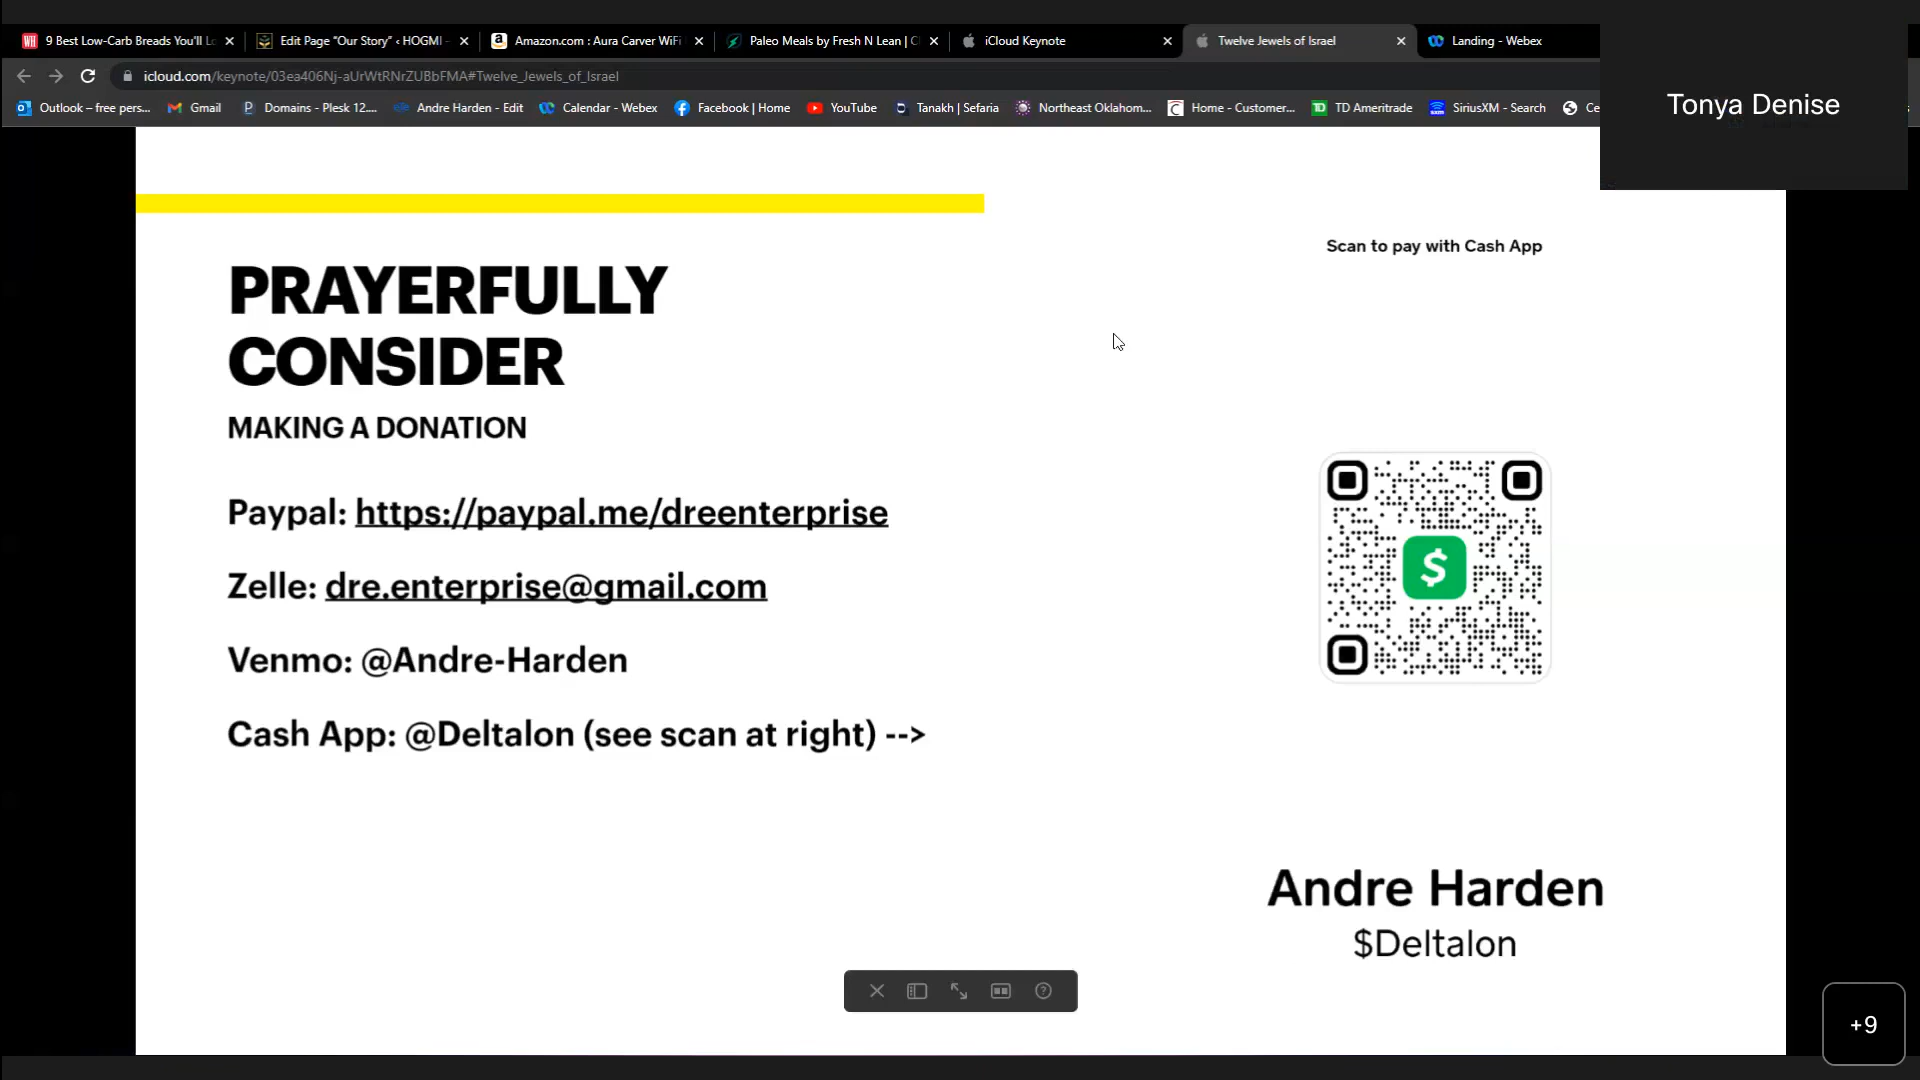 9 Best Low-Carb Breads You'll Lo
Edit Page "Our Story" ‹ HOGMI -
Amazon.com : Aura Carver WiFi
Paleo Meals by Fresh N Lean | C
iCloud Keynote
Twelve Jewels of Israel
Landing - Webex
icloud.com/keynote/03ea406Nj-aUrWtRNrZUBbFMA#Twelve_Jewels_of_Israel
Outlook – free pers...
Gmail
Domains - Plesk 12....
Andre Harden - Edit
Calendar - Webex
Facebook | Home
YouTube
Tanakh | Sefaria
Northeast Oklahom...
Home - Customer...
TD Ameritrade
SiriusXM - Search
Ce
Tonya Denise
Scan to pay with Cash App
PRAYERFULLY
CONSIDER
MAKING A DONATION
Paypal: https://paypal.me/dreenterprise
Zelle: dre.enterprise@gmail.com
Venmo: @Andre-Harden
Cash App: @Deltalon (see scan at right) -->
$
Andre Harden
$Deltalon
+9